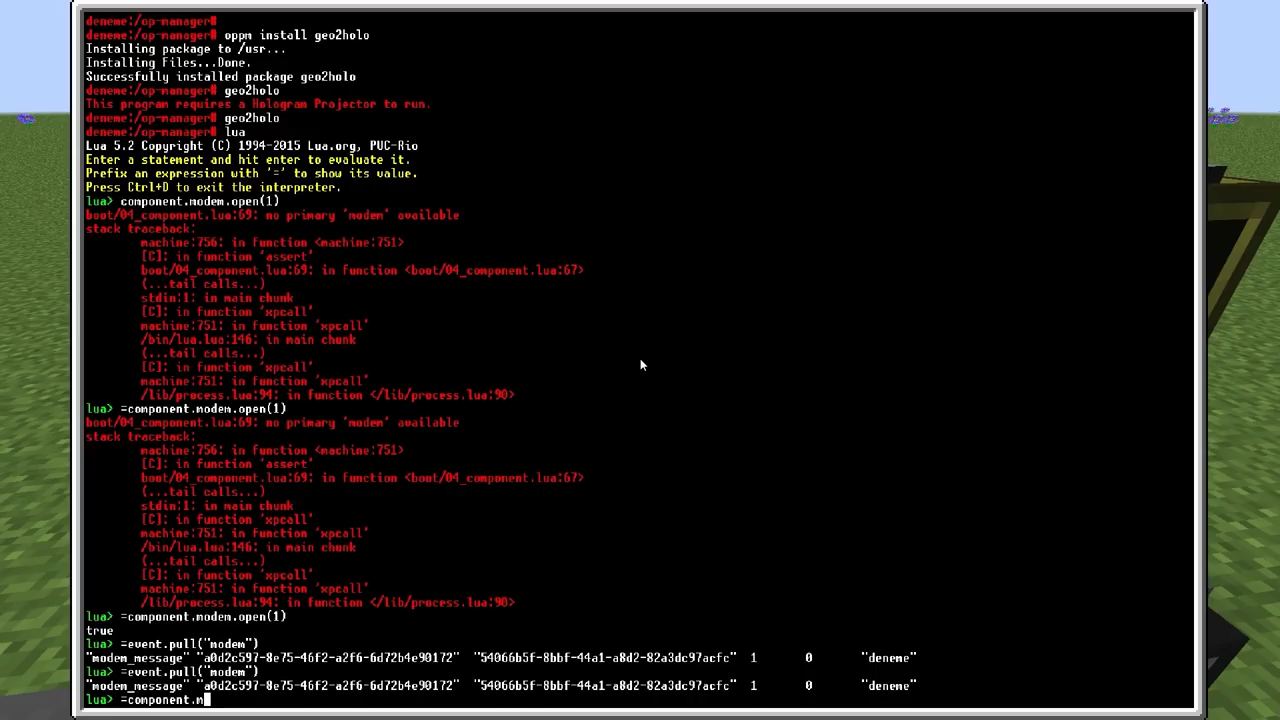 deneme:/op-manager#
deneme:/op-manager# oppm install geo2holo
Installing package to /usr...
Installing Files...Done.
Successfully installed package geo2holo
deneme:/op-manager# geo2holo
This program requires a Hologram Projector to run.
deneme:/op-manager# geo2holo
deneme:/op-manager# lua
Lua 5.2 Copyright (C) 1994-2015 Lua.org, PUC-Rio
Enter a statement and hit enter to evaluate it.
Prefix an expression with '=' to show its value.
Press Ctrl+D to exit the interpreter.
lua> component.modem.open(1)
boot/04_component.lua:69: no primary 'modem' available
stack traceback:
machine:756: in function <machine:751>
[C]: in function 'assert'
boot/04_component.lua:69: in function <boot/04_component.lua:67>
(...tail calls...)
stdin:1: in main chunk
[C]: in function 'xpcall'
machine:751: in function 'xpcall'
/bin/lua.lua:146: in main chunk
(...tail calls...)
[C]: in function 'xpcall'
machine:751: in function 'xpcall'
/lib/process.lua:94: in function </lib/process.lua:90>
lua> =component.modem.open(1)
boot/04_component.lua:69: no primary 'modem' available
stack traceback:
machine:756: in function <machine:751>
[C]: in function 'assert'
boot/04_component.lua:69: in function <boot/04_component.lua:67>
(...tail calls...)
stdin:1: in main chunk
[C]: in function 'xpcall'
machine:751: in function 'xpcall'
/bin/lua.lua:146: in main chunk
(...tail calls...)
[C]: in function 'xpcall'
machine:751: in function 'xpcall'
/lib/process.lua:94: in function </lib/process.lua:90>
lua> =component.modem.open(1)
true
lua> =event.pull("modem")
"modem_message" "a0d2c597-8e75-46f2-a2f6-6d72b4e90172" "54066b5f-8bbf-44a1-a8d2-82a3dc97acfc" 1 0 "deneme"
lua> =event.pull("modem")
"modem_message" "a0d2c597-8e75-46f2-a2f6-6d72b4e90172" "54066b5f-8bbf-44a1-a8d2-82a3dc97acfc" 1 0 "deneme"
lua> =component.m